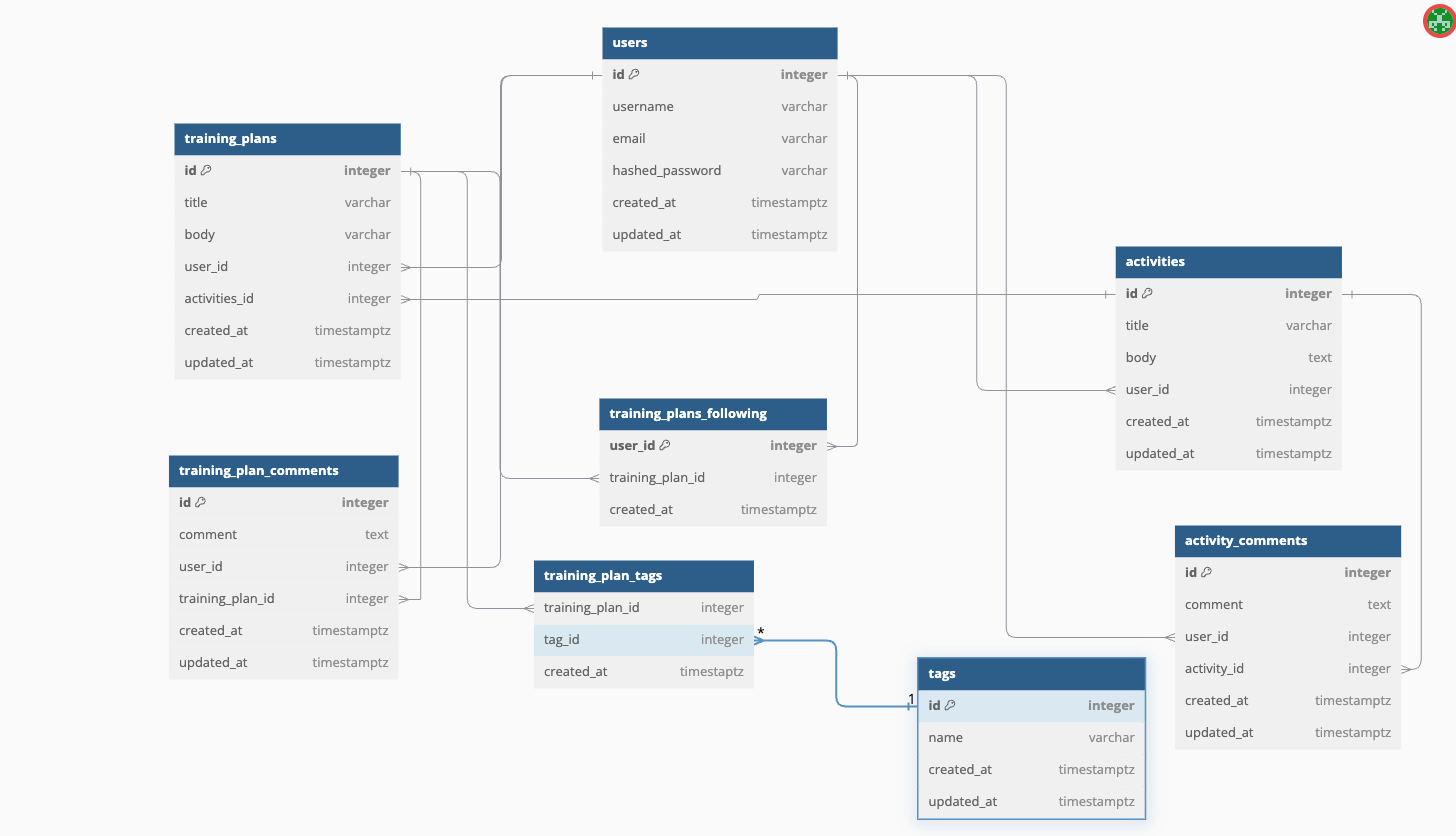 users
id integer
username varchar
email varchar
hashed_password varchar
created_at timestamptz
updated_at timestamptz
training_plans
id integer
title varchar
body varchar
user_id integer
activities_id integer
created_at timestamptz
updated_at timestamptz
activities
id integer
title varchar
body text
user_id integer
created_at timestamptz
updated_at timestamptz
training_plans_following
user_id integer
training_plan_id integer
created_at timestamptz
training_plan_comments
id integer
comment text
user_id integer
training_plan_id integer
created_at timestamptz
updated_at timestamptz
training_plan_tags
training_plan_id integer
tag_id integer
created_at timestaptz
*
1
tags
id integer
name varchar
created_at timestamptz
updated_at timestamptz
activity_comments
id integer
comment text
user_id integer
activity_id integer
created_at timestamptz
updated_at timestamptz